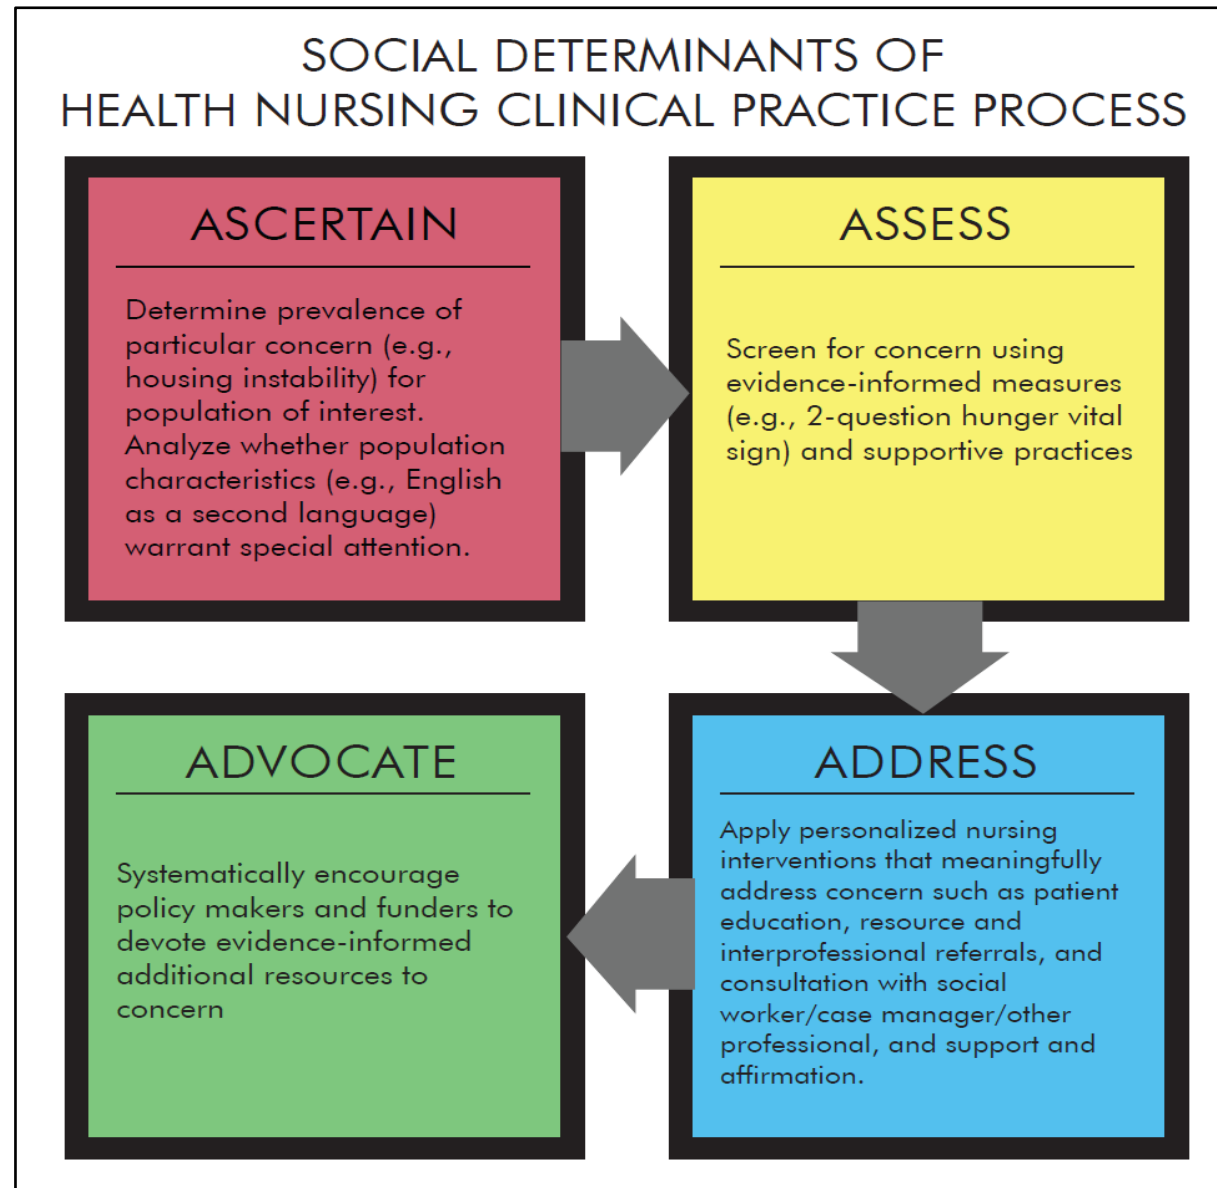 SOCIAL DETERMINANTS OF
HEALTH NURSING CLINICAL PRACTICE PROCESS
ASCERTAIN
Determine prevalence of
particular concern (e.g.,
housing instability) for
population of interest.
Analyze whether population
characteristics (e.g., English
as a second language)
warrant special attention.
ASSESS
Screen for concern using
evidence-informed measures
(e.g., 2-question hunger vital
sign) and supportive practices
ADDRESS
Apply personalized nursing
interventions that meaningfully
address concern such as patient
education, resource and
interprofessional referrals, and
consultation with social
worker/case manager/other
professional, and support and
affirmation.
ADVOCATE
Systematically encourage
policy makers and funders to
devote evidence-informed
additional resources to
concern